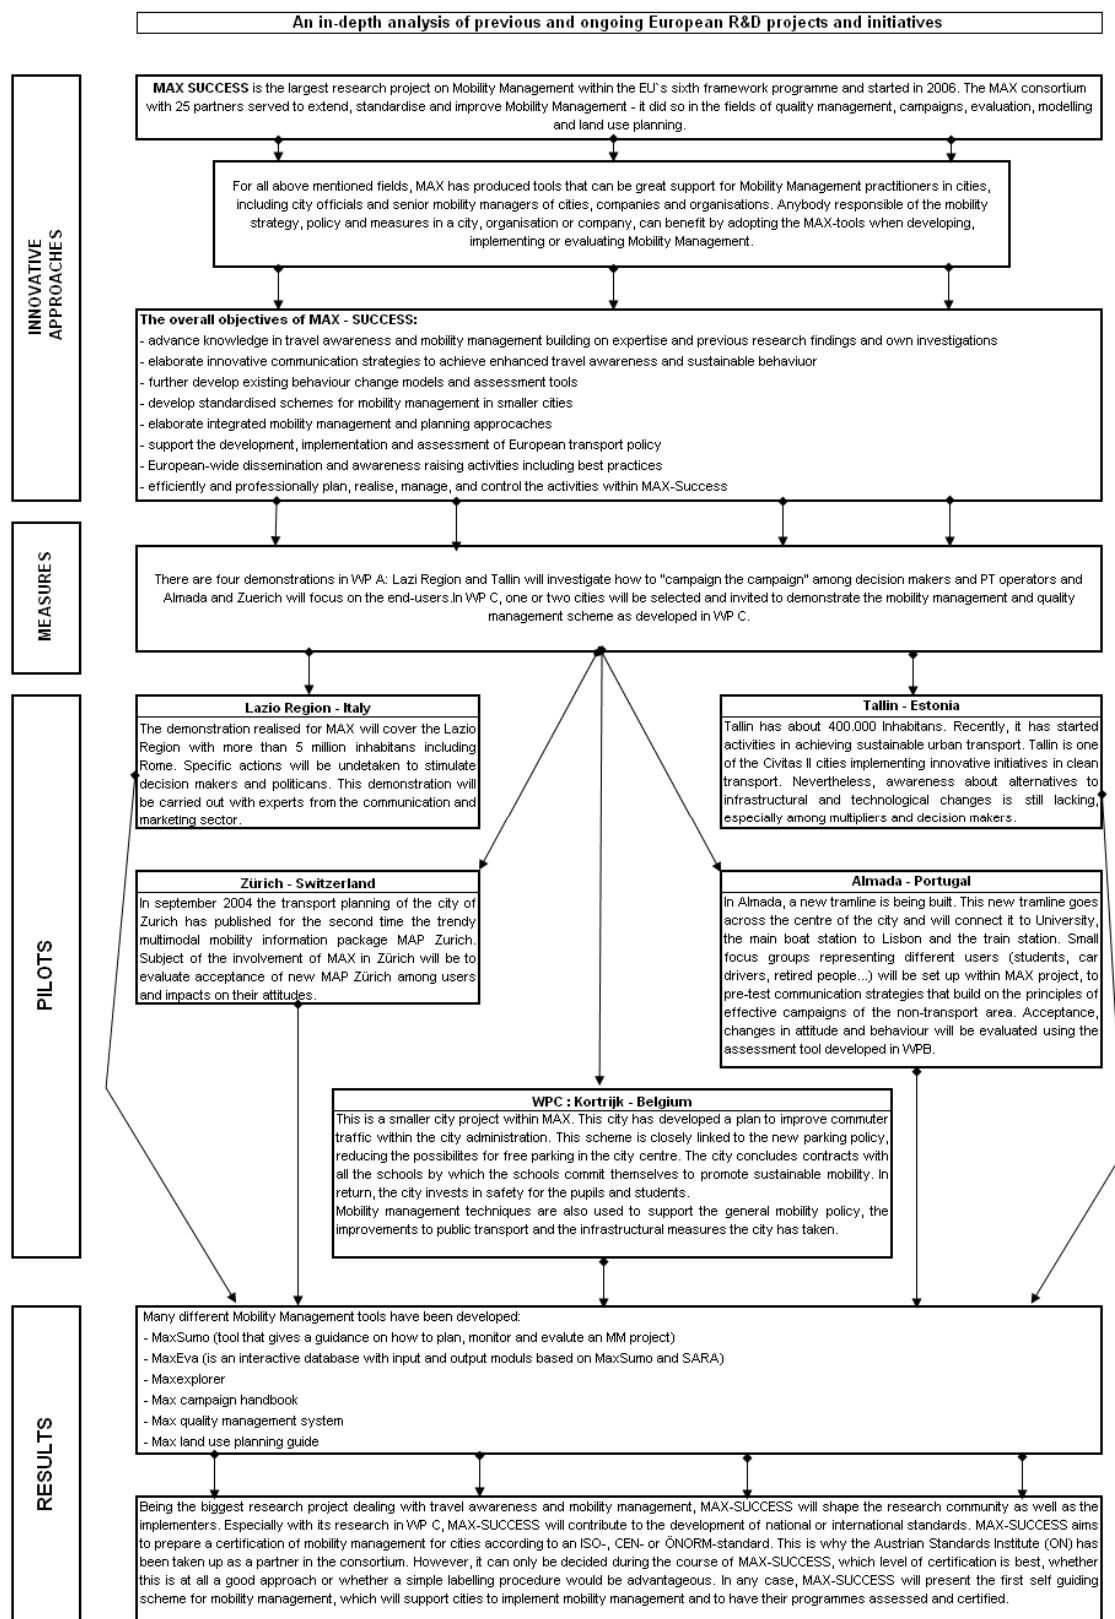 An in-depth analysis of previous and ongoing European R&D projects and initiatives
INNOVATIVE
APPROACHES
MAX SUCCESS is the largest research project on Mobility Management within the EU`s sixth framework programme and started in 2006. The MAX consortium
with 25 partners served to extend, standardise and improve Mobility Management - it did so in the fields of quality management, campaigns, evaluation, modelling
and land use planning.
For all above mentioned fields, MAX has produced tools that can be great support for Mobility Management practitioners in cities,
including city officials and senior mobility managers of cities, companies and organisations. Anybody responsible of the mobility
strategy, policy and measures in a city, organisation or company, can benefit by adopting the MAX-tools when developing,
implementing or evaluating Mobility Management.
The overall objectives of MAX - SUCCESS:
- advance knowledge in travel awareness and mobility management building on expertise and previous research findings and own investigations
- elaborate innovative communication strategies to achieve enhanced travel awareness and sustainable behaviuor
- further develop existing behaviour change models and assessment tools
- develop standardised schemes for mobility management in smaller cities
- elaborate integrated mobility management and planning approcaches
- support the development, implementation and assessment of European transport policy
- European-wide dissemination and awareness raising activities including best practices
- efficiently and professionally plan, realise, manage, and control the activities within MAX-Success
MEASURES
There are four demonstrations in WP A: Lazi Region and Tallin will investigate how to "campaign the campaign" among decision makers and PT operators and
Almada and Zuerich will focus on the end-users.In WP C, one or two cities will be selected and invited to demonstrate the mobility management and quality
management scheme as developed in WP C.
PILOTS
Lazio Region - Italy
The demonstration realised for MAX will cover the Lazio
Region with more than 5 million inhabitans including
Rome. Specific actions will be undetaken to stimulate
decision makers and politicans. This demonstration will
be carried out with experts from the communication and
marketing sector.
Tallin - Estonia
Tallin has about 400.000 Inhabitans. Recently, it has started
activities in achieving sustainable urban transport. Tallin is one
of the Civitas II cities implementing innovative initiatives in clean
transport. Nevertheless, awareness about alternatives to
infrastructural and technological changes is still lacking,
especially among multipliers and decision makers.
Zürich - Switzerland
In september 2004 the transport planning of the city of
Zurich has published for the second time the trendy
multimodal mobility information package MAP Zurich.
Subject of the involvement of MAX in Zürich will be to
evaluate acceptance of new MAP Zürich among users
and impacts on their attitudes.
Almada - Portugal
In Almada, a new tramline is being built. This new tramline goes
across the centre of the city and will connect it to University,
the main boat station to Lisbon and the train station. Small
focus groups representing different users (students, car
drivers, retired people...) will be set up within MAX project, to
pre-test communication strategies that build on the principles of
effective campaigns of the non-transport area. Acceptance,
changes in attitude and behaviour will be evaluated using the
assessment tool developed in WPB.
WPC : Kortrijk - Belgium
This is a smaller city project within MAX. This city has developed a plan to improve commuter
traffic within the city administration. This scheme is closely linked to the new parking policy,
reducing the possibilites for free parking in the city centre. The city concludes contracts with
all the schools by which the schools commit themselves to promote sustainable mobility. In
return, the city invests in safety for the pupils and students.
Mobility management techniques are also used to support the general mobility policy, the
improvements to public transport and the infrastructural measures the city has taken.
RESULTS
Many different Mobility Management tools have been developed:
- MaxSumo (tool that gives a guidance on how to plan, monitor and evalute an MM project)
- MaxEva (is an interactive database with input and output moduls based on MaxSumo and SARA)
- Maxexplorer
- Max campaign handbook
- Max quality management system
- Max land use planning guide
Being the biggest research project dealing with travel awareness and mobility management, MAX-SUCCESS will shape the research community as well as the
implementers. Especially with its research in WP C, MAX-SUCCESS will contribute to the development of national or international standards. MAX-SUCCESS aims
to prepare a certification of mobility management for cities according to an ISO-, CEN- or ÖNORM-standard. This is why the Austrian Standards Institute (ON) has
been taken up as a partner in the consortium. However, it can only be decided during the course of MAX-SUCCESS, which level of certification is best, whether
this is at all a good approach or whether a simple labelling procedure would be advantageous. In any case, MAX-SUCCESS will present the first self guiding
scheme for mobility management, which will support cities to implement mobility management and to have their programmes assessed and certified.